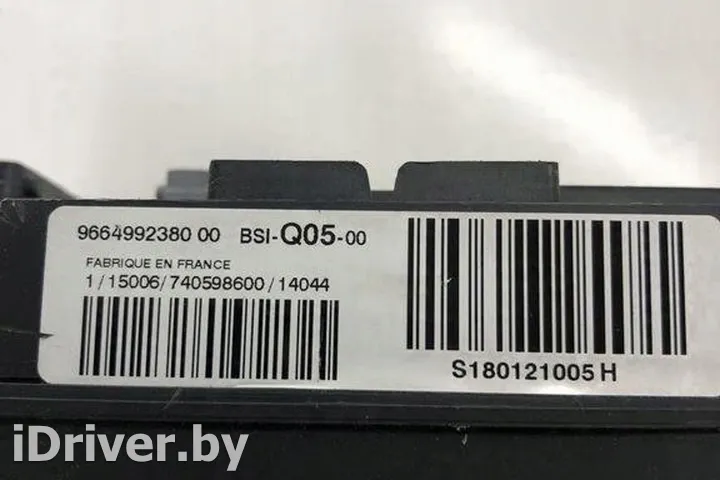 9664992380 00 BSI-Q05-00
FABRIQUE EN FRANCE
1/15006/740598600/14044
S180121005 H
iDriver.by